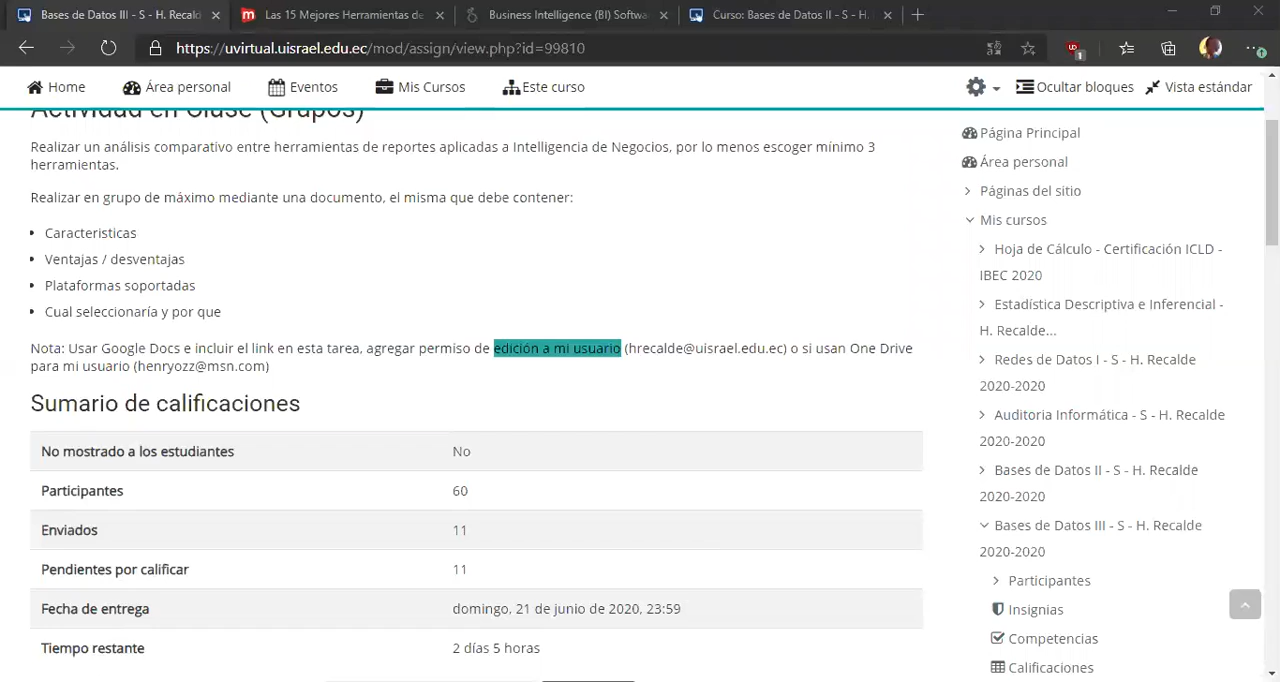 Bases de Datos III - S - H. Recald
Las 15 Mejores Herramientas de
Business Intelligence (BI) Softwa
Curso: Bases de Datos II - S - H.
https://uvirtual.uisrael.edu.ec/mod/assign/view.php?id=99810
1
Home
Área personal
Eventos
Mis Cursos
Este curso
Ocultar bloques
Vista estándar
Actividad en Clase (Grupos)
Realizar un análisis comparativo entre herramientas de reportes aplicadas a Intelligencia de Negocios, por lo menos escoger mínimo 3
herramientas.
Realizar en grupo de máximo mediante una documento, el misma que debe contener:
Caracteristicas
Ventajas / desventajas
Plataformas soportadas
Cual seleccionaría y por que
Nota: Usar Google Docs e incluir el link en esta tarea, agregar permiso de edición a mi usuario (hrecalde@uisrael.edu.ec) o si usan One Drive
para mi usuario (henryozz@msn.com)
Sumario de calificaciones
No mostrado a los estudiantes No
Participantes 60
Enviados 11
Pendientes por calificar 11
Fecha de entrega domingo, 21 de junio de 2020, 23:59
Tiempo restante 2 días 5 horas
Página Principal
Área personal
Páginas del sitio
Mis cursos
Hoja de Cálculo - Certificación ICLD -
IBEC 2020
Estadística Descriptiva e Inferencial -
H. Recalde...
Redes de Datos I - S - H. Recalde
2020-2020
Auditoria Informática - S - H. Recalde
2020-2020
Bases de Datos II - S - H. Recalde
2020-2020
Bases de Datos III - S - H. Recalde
2020-2020
Participantes
Insignias
Competencias
Calificaciones